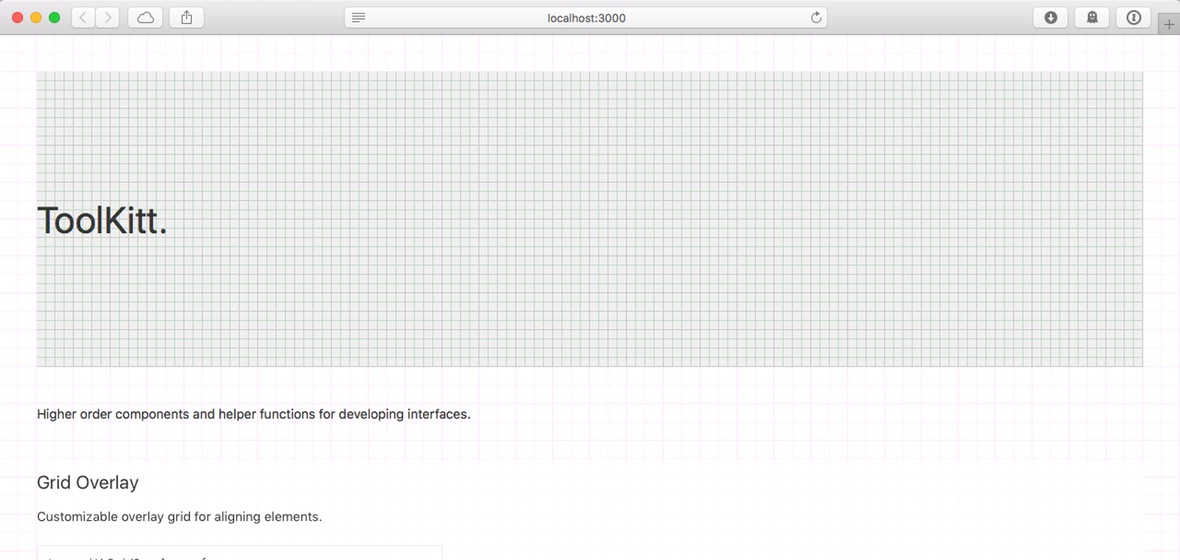 localhost:3000
ToolKitt.
Higher order components and helper functions for developing interfaces.
Grid Overlay
Customizable overlay grid for aligning elements.